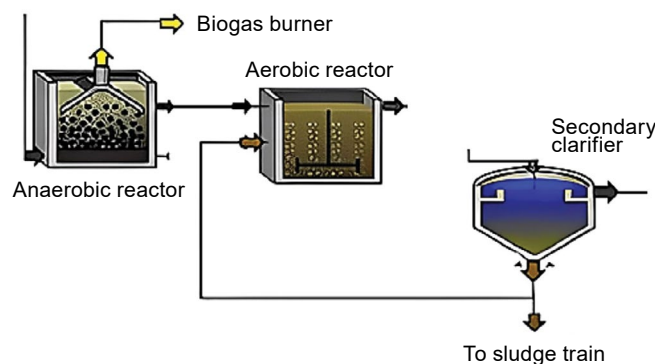 Biogas burner
Aerobic reactor
Secondary
clarifier
Anaerobic reactor
To sludge train